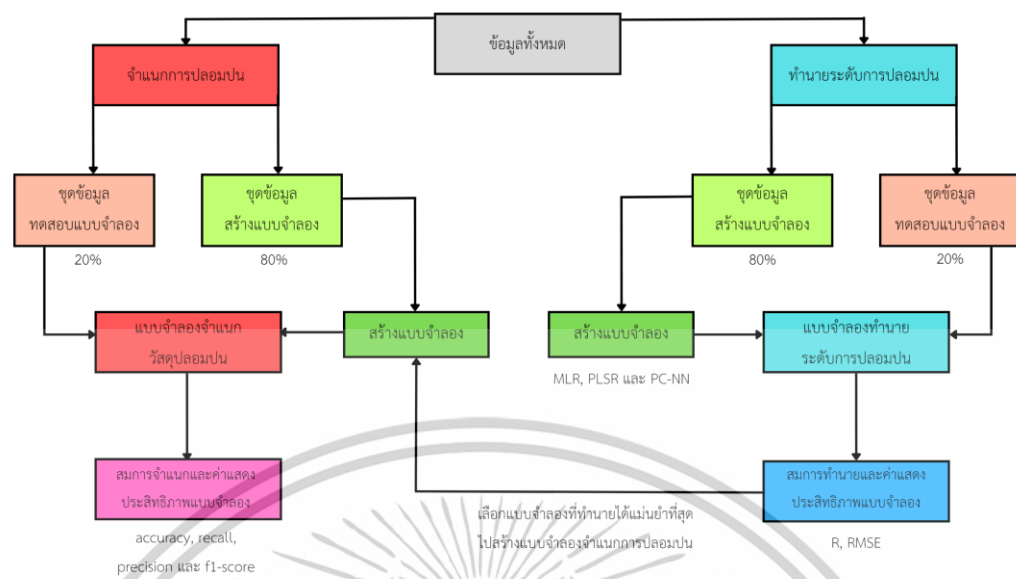 ข้อมูลทั้งหมด
จำแนกการปลอมปน
ทำนายระดับการปลอมปน
ชุดข้อมูล
ทดสอบแบบจำลอง
20%
ชุดข้อมูล
สร้างแบบจำลอง
80%
ชุดข้อมูล
สร้างแบบจำลอง
80%
ชุดข้อมูล
ทดสอบแบบจำลอง
20%
แบบจำลองจำแนก
วัสดุปลอมปน
สร้างแบบจำลอง
สร้างแบบจำลอง
MLR, PLSR และ PC-NN
แบบจำลองทำนาย
ระดับการปลอมปน
สมการจำแนกและค่าแสดง
ประสิทธิภาพแบบจำลอง
accuracy, recall,
precision และ f1-score
เลือกแบบจำลองที่ทำนายได้แม่นยำที่สุด
ไปสร้างแบบจำลองจำแนกการปลอมปน
สมการทำนายและค่าแสดง
ประสิทธิภาพแบบจำลอง
R, RMSE